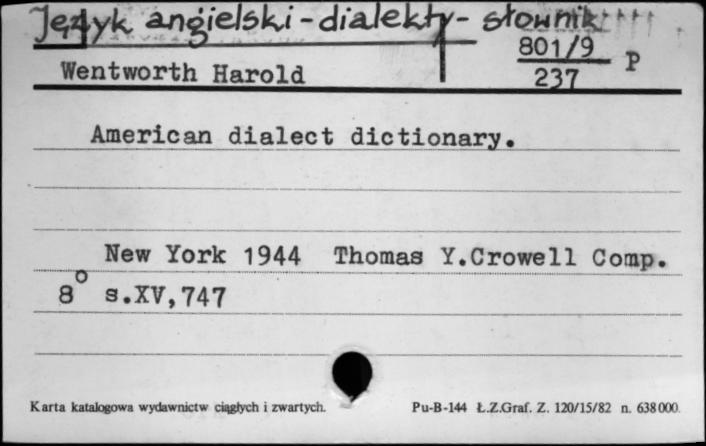 Język angielski - dialekty - słownik
801/9
237 P
Wentworth Harold
American dialect dictionary.
New York 1944 Thomas Y.Crowell Comp.
8° s.XV,747
Karta katalogowa wydawnictw ciągłych i zwartych. Pu-B-144 Ł.Z.Graf. Z. 120/15/82 n. 638000.